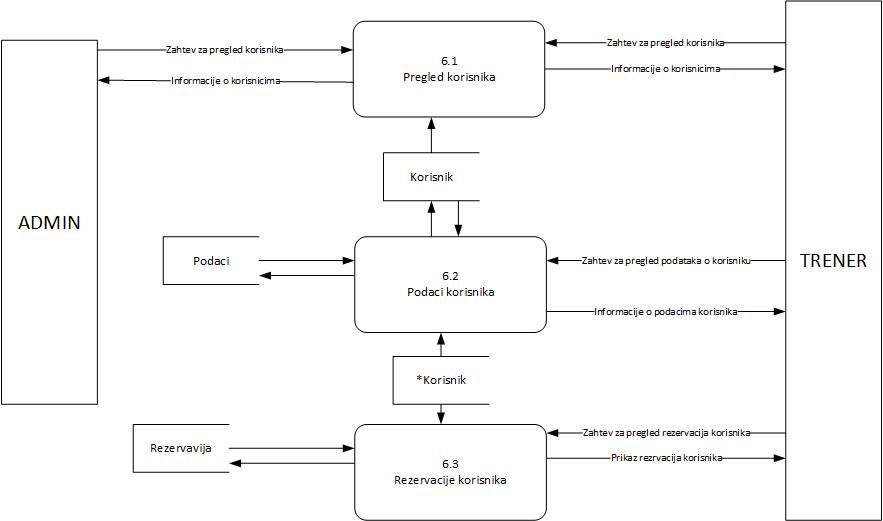 Zahtev za pregled korisnika
Informacije o korisnicima
6.1
Pregled korisnika
Zahtev za pregled korisnika
Informacije o korisnicima
ADMIN
Korisnik
TRENER
Podaci
6.2
Podaci korisnika
Zahtev za pregled podataka o korisniku
Informacije o podacima korisnika
*Korisnik
Rezervavija
6.3
Rezervacije korisnika
Zahtev za pregled rezervacija korisnika
Prikaz rezrvacija korisnika